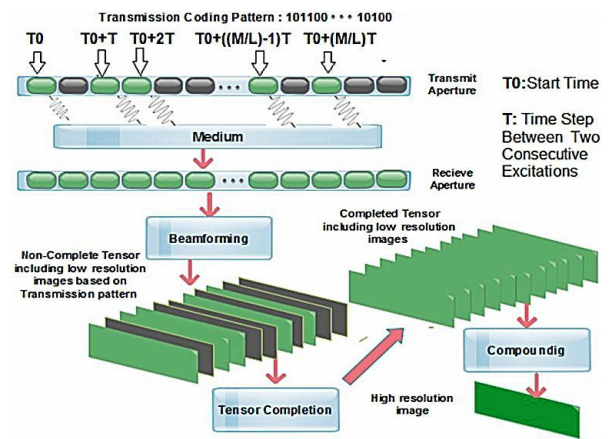 Transmission Coding Pattern : 101100 • • • 10100
T0 T0+T T0+2T T0+((M/L)-1)T T0+(M/L)T
Transmit
Aperture
T0:Start Time
T: Time Step
Between Two
Consecutive
Excitations
Medium
Recieve
Aperture
Beamforming
Completed Tensor
including low resolution
images
Non-Complete Tensor
including low resolution
images based on
Transmission pattern
Compoundig
Tensor Completion
High resolution
image